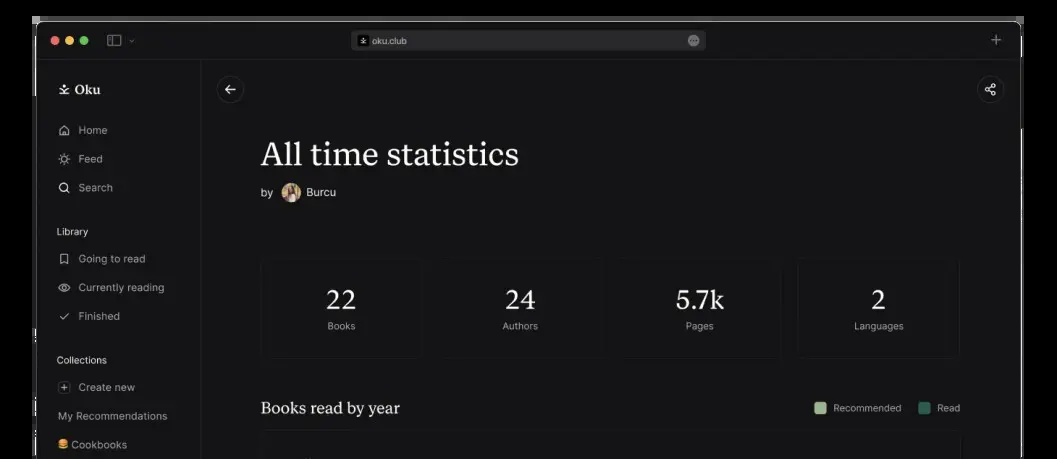 oku.club
Oku
Home
Feed
Search
Library
Going to read
Currently reading
Finished
Collections
Create new
My Recommendations
🍔 Cookbooks
All time statistics
by Burcu
22
Books
24
Authors
5.7k
Pages
2
Languages
Books read by year
Recommended
Read